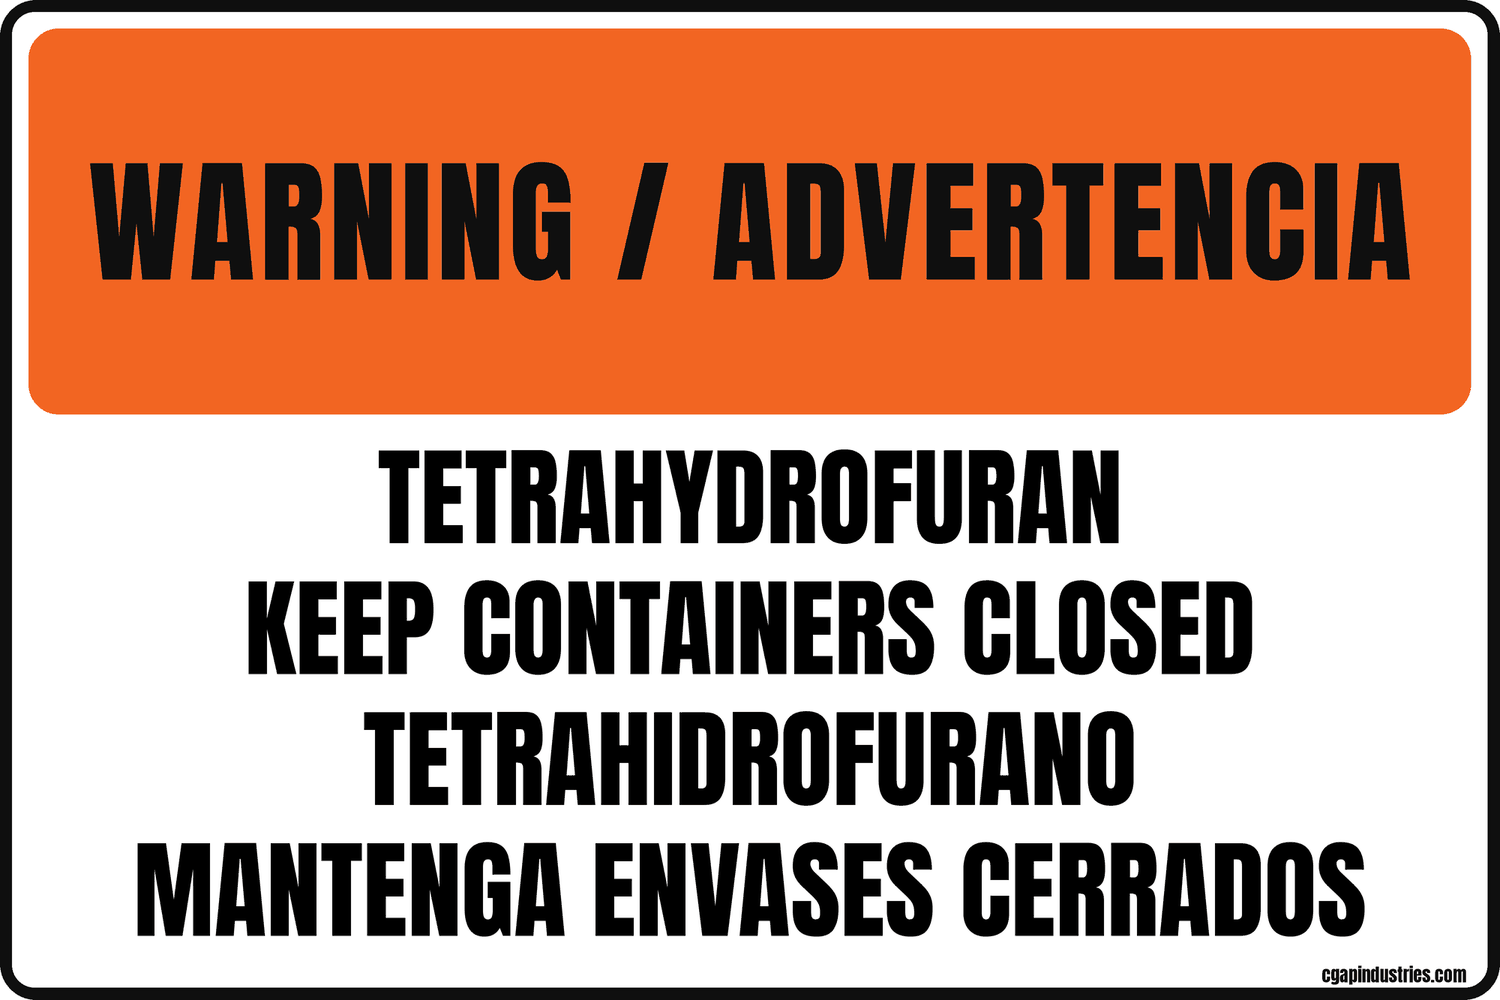 WARNING / ADVERTENCIA
TETRAHYDROFURAN
KEEP CONTAINERS CLOSED
TETRAHIDROFURANO
MANTENGA ENVASES CERRADOS
cgapindustries.com